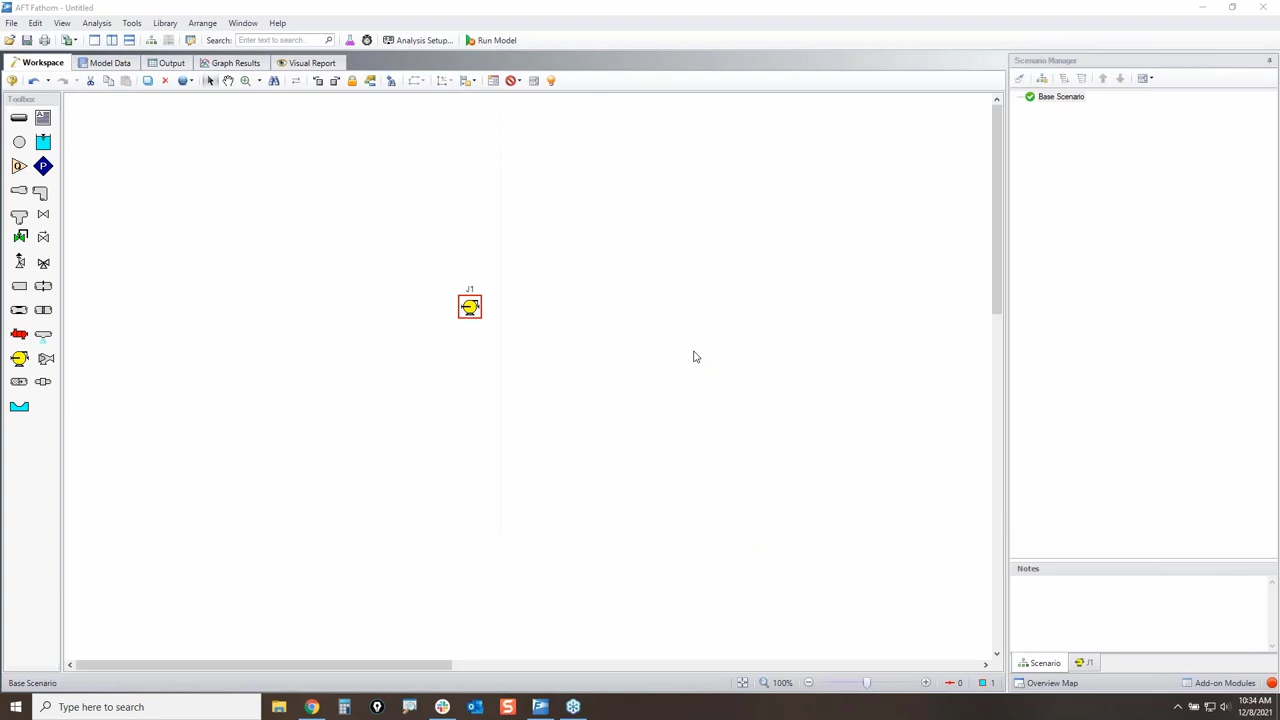 AFT Fathom - Untitled
File Edit View Analysis Tools Library Arrange Window Help
Search: Enter text to search.. Analysis Setup... Run Model
Workspace Model Data Output Graph Results Visual Report
Scenario Manager
Toolbox
Base Scenario
J1
Notes
Scenario J1
Base Scenario 100% 0 1 Overview Map Add-on Modules
Type here to search
10:34 AM
12/8/2021